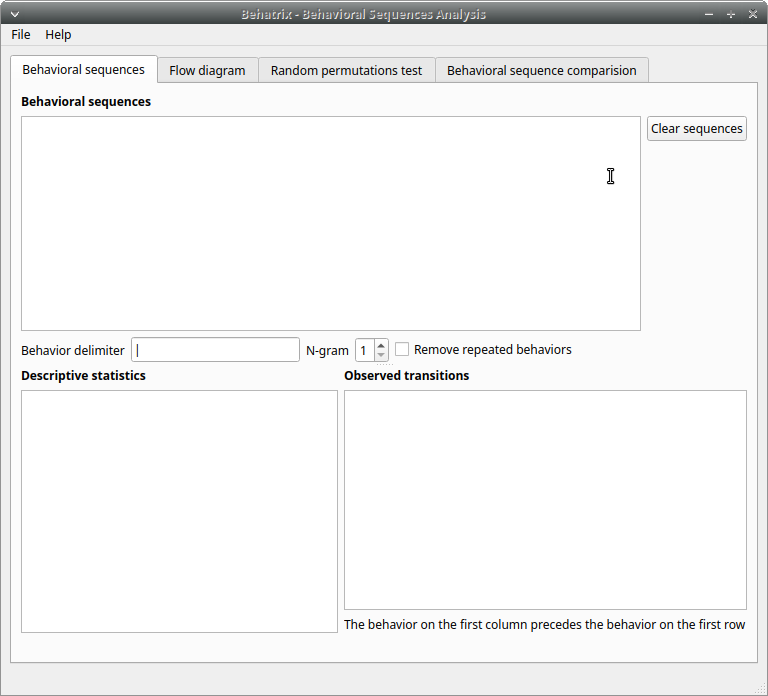 Behatrix - Behavioral Sequences Analysis
File Help
Behavioral sequences Flow diagram Random permutations test Behavioral sequence comparision
Behavioral sequences
Clear sequences
Behavior delimiter | N-gram 1 Remove repeated behaviors
Descriptive statistics Observed transitions
The behavior on the first column precedes the behavior on the first row